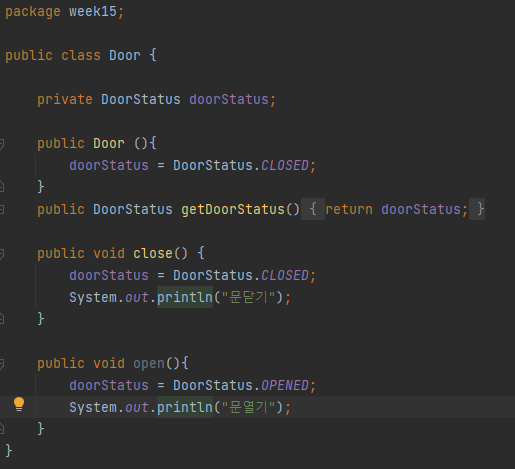 package week15;
public class Door {
private DoorStatus doorStatus;
public Door (){
doorStatus = DoorStatus.CLOSED;
}
public DoorStatus getDoorStatus() { return doorStatus; }
public void close() {
doorStatus = DoorStatus.CLOSED;
System.out.println("문닫기");
}
public void open(){
doorStatus = DoorStatus.OPENED;
System.out.println("문열기");
}
}